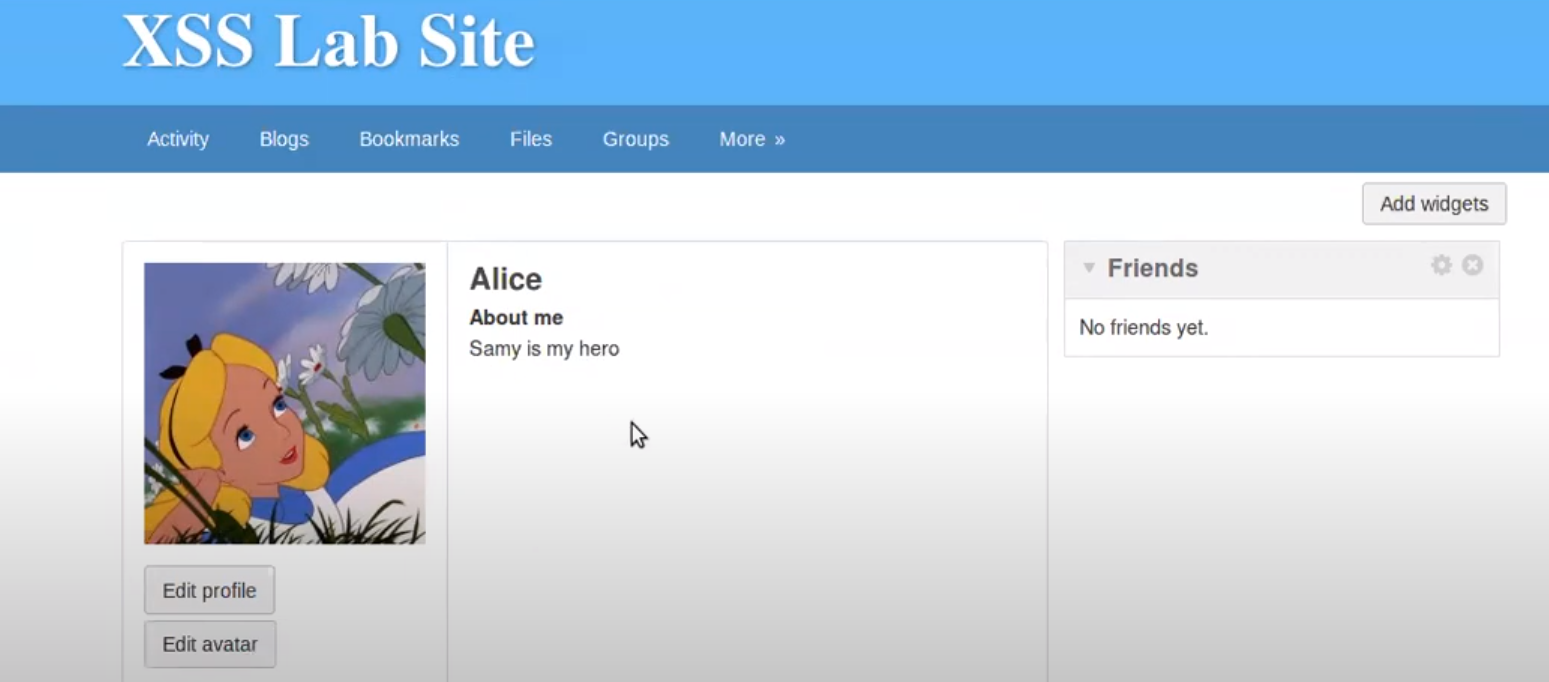 XSS Lab Site
Activity Blogs Bookmarks Files Groups More »
Add widgets
Alice
About me
Samy is my hero
Friends
No friends yet.
Edit profile
Edit avatar